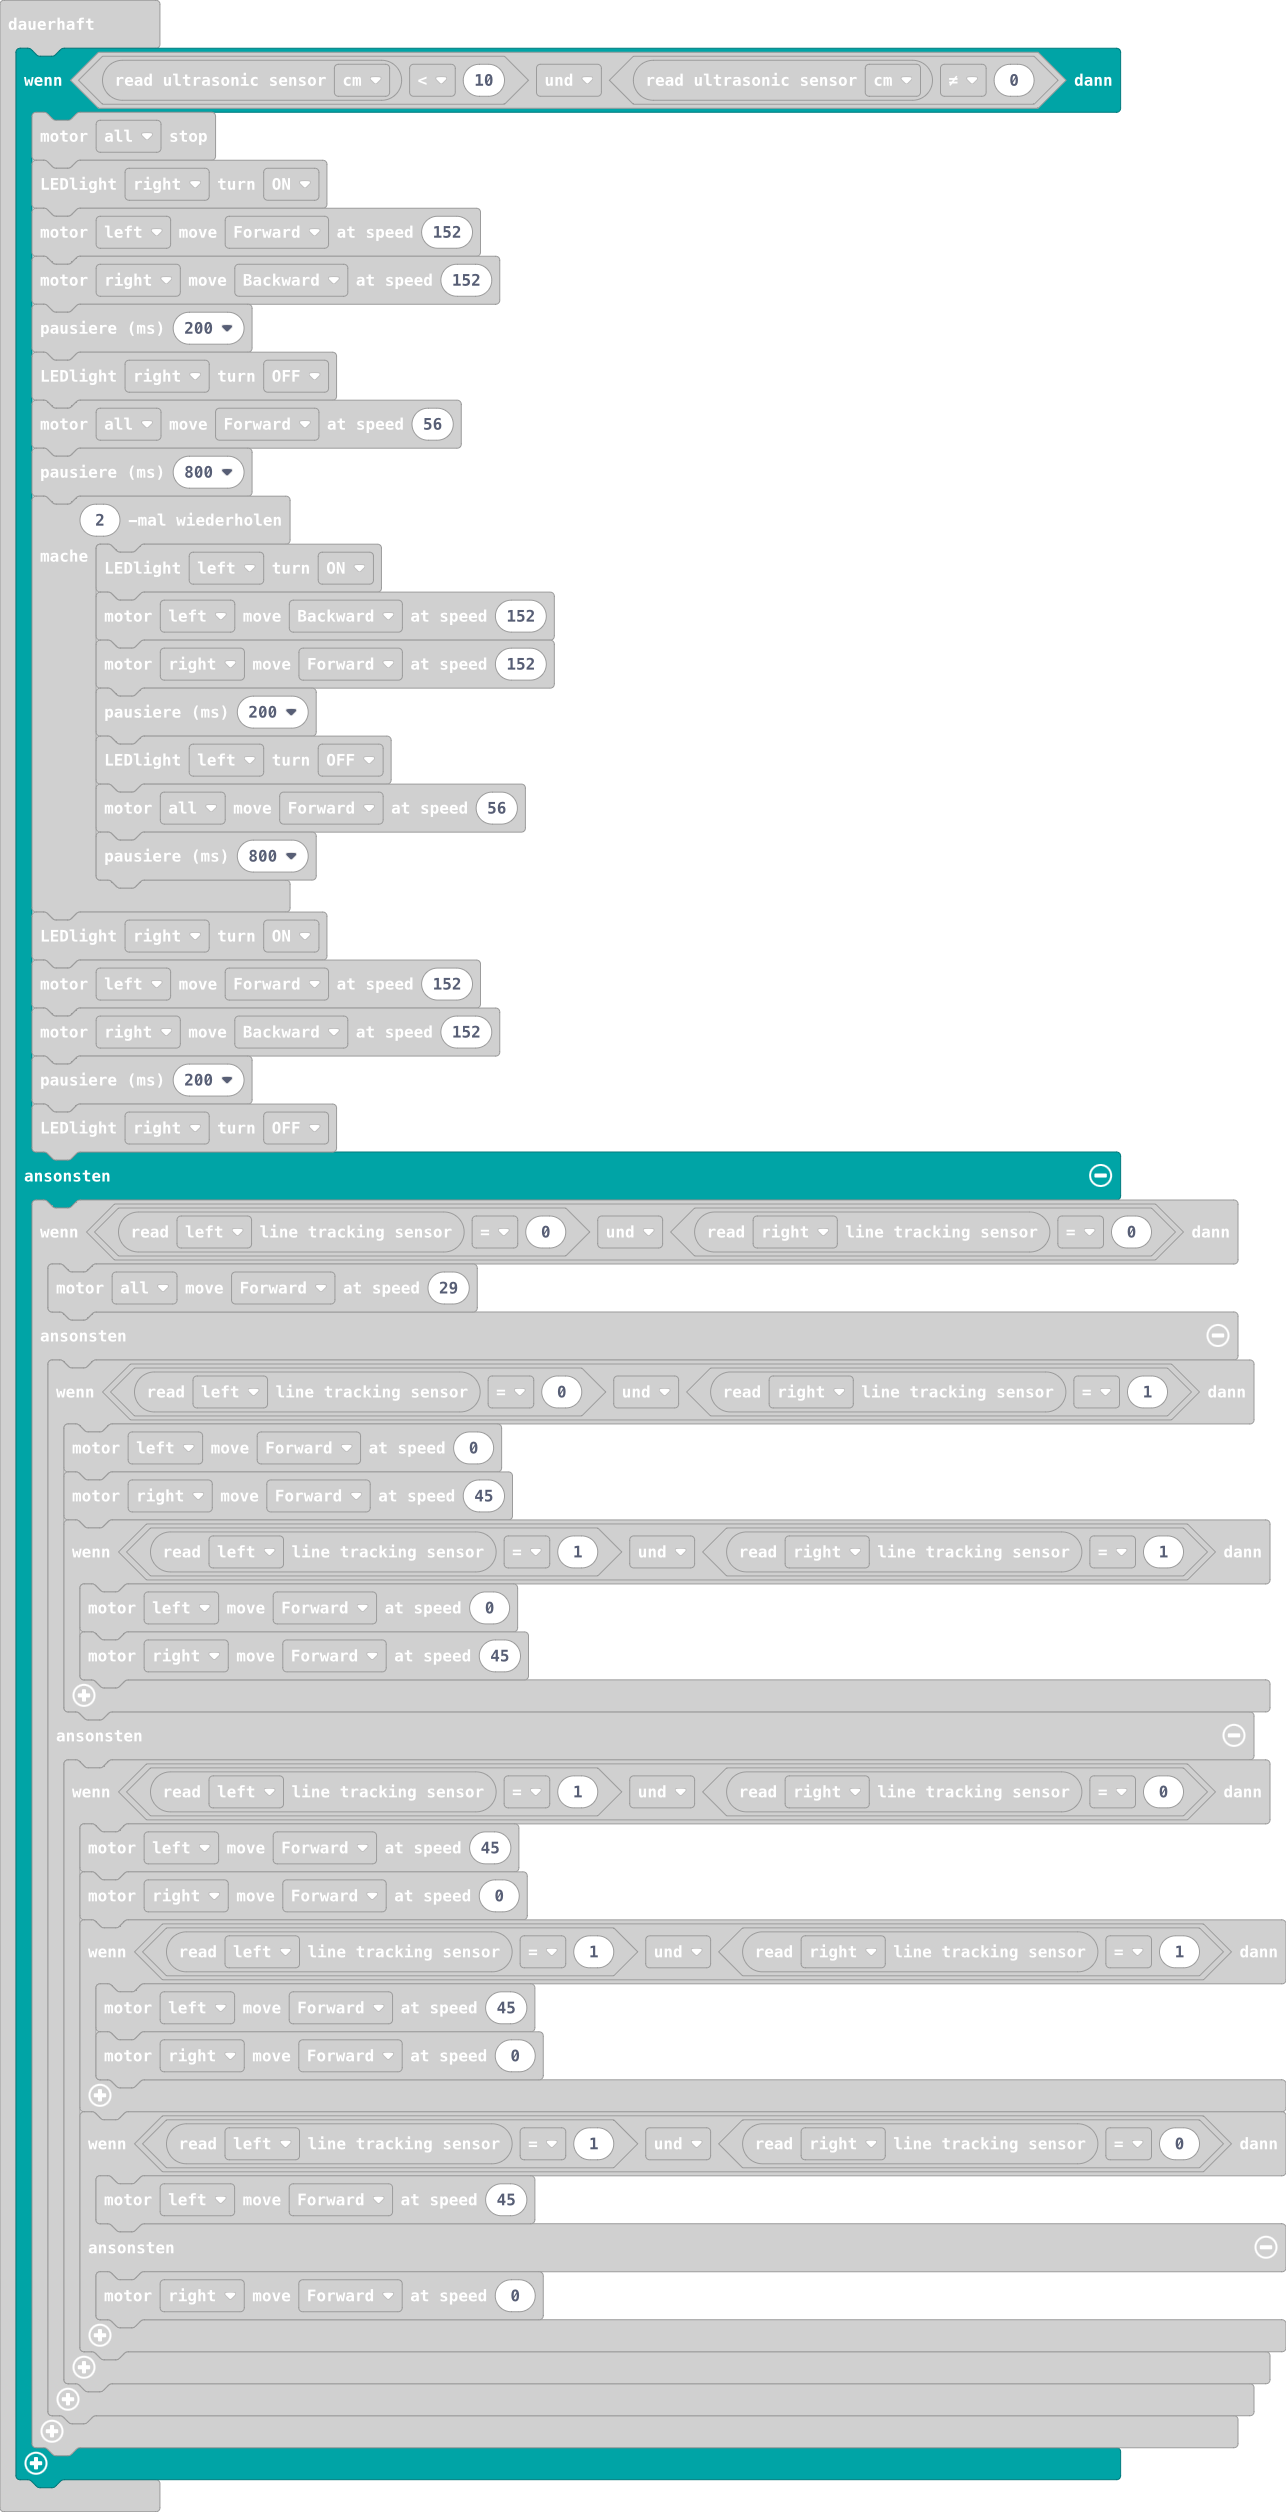 dauerhaft
wenn read ultrasonic sensor cm < 10 und read ultrasonic sensor cm ≠ 0 dann
motor all stop
LEDlight right turn ON
motor left move Forward at speed 152
motor right move Backward at speed 152
pausiere (ms) 200
LEDlight right turn OFF
motor all move Forward at speed 56
pausiere (ms) 800
2 -mal wiederholen
mache
LEDlight left turn ON
motor left move Backward at speed 152
motor right move Forward at speed 152
pausiere (ms) 200
LEDlight left turn OFF
motor all move Forward at speed 56
pausiere (ms) 800
LEDlight right turn ON
motor left move Forward at speed 152
motor right move Backward at speed 152
pausiere (ms) 200
LEDlight right turn OFF
ansonsten
wenn read left line tracking sensor = 0 und read right line tracking sensor = 0 dann
motor all move Forward at speed 29
ansonsten
wenn read left line tracking sensor = 0 und read right line tracking sensor = 1 dann
motor left move Forward at speed 0
motor right move Forward at speed 45
wenn read left line tracking sensor = 1 und read right line tracking sensor = 1 dann
motor left move Forward at speed 0
motor right move Forward at speed 45
ansonsten
wenn read left line tracking sensor = 1 und read right line tracking sensor = 0 dann
motor left move Forward at speed 45
motor right move Forward at speed 0
wenn read left line tracking sensor = 1 und read right line tracking sensor = 1 dann
motor left move Forward at speed 45
motor right move Forward at speed 0
wenn read left line tracking sensor = 1 und read right line tracking sensor = 0 dann
motor left move Forward at speed 45
ansonsten
motor right move Forward at speed 0